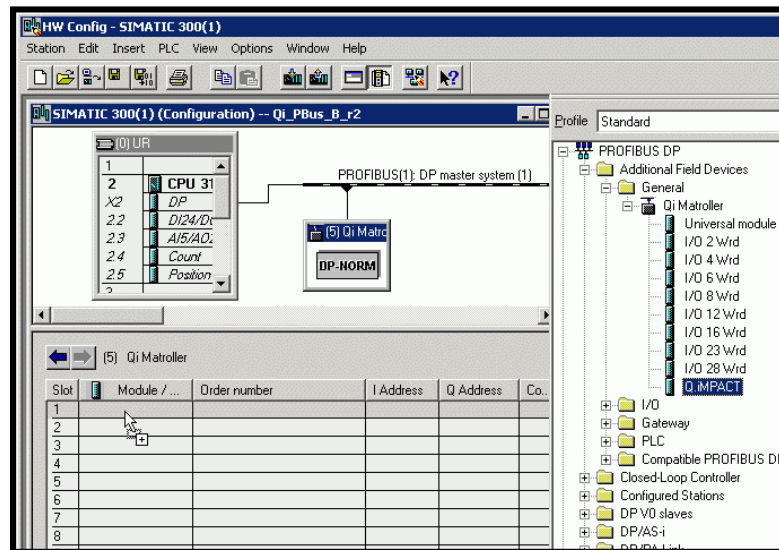 HW Config - SIMATIC 300(1)
Station Edit Insert PLC View Options Window Help
SIMATIC 300(1) (Configuration) -- Qi_PBus_B_r2
(0) UR
1
2 CPU 31
X2 DP
2.2 DI24/D
2.3 AI5/AO
2.4 Count
2.5 Position
3
PROFIBUS(1): DP master system (1)
(5) Qi Matro
DP-NORM
(5) Qi Matroller
Slot Module / ... Order number I Address Q Address Co...
1
2
3
4
5
6
7
8
Profile Standard
PROFIBUS DP
Additional Field Devices
General
Qi Matroller
Universal module
I/O 2 Wrd
I/O 4 Wrd
I/O 6 Wrd
I/O 8 Wrd
I/O 12 Wrd
I/O 16 Wrd
I/O 23 Wrd
I/O 28 Wrd
Q.iMPACT
I/O
Gateway
PLC
Compatible PROFIBUS D
Closed-Loop Controller
Configured Stations
DP V0 slaves
DP/AS-i
DP/PA Link